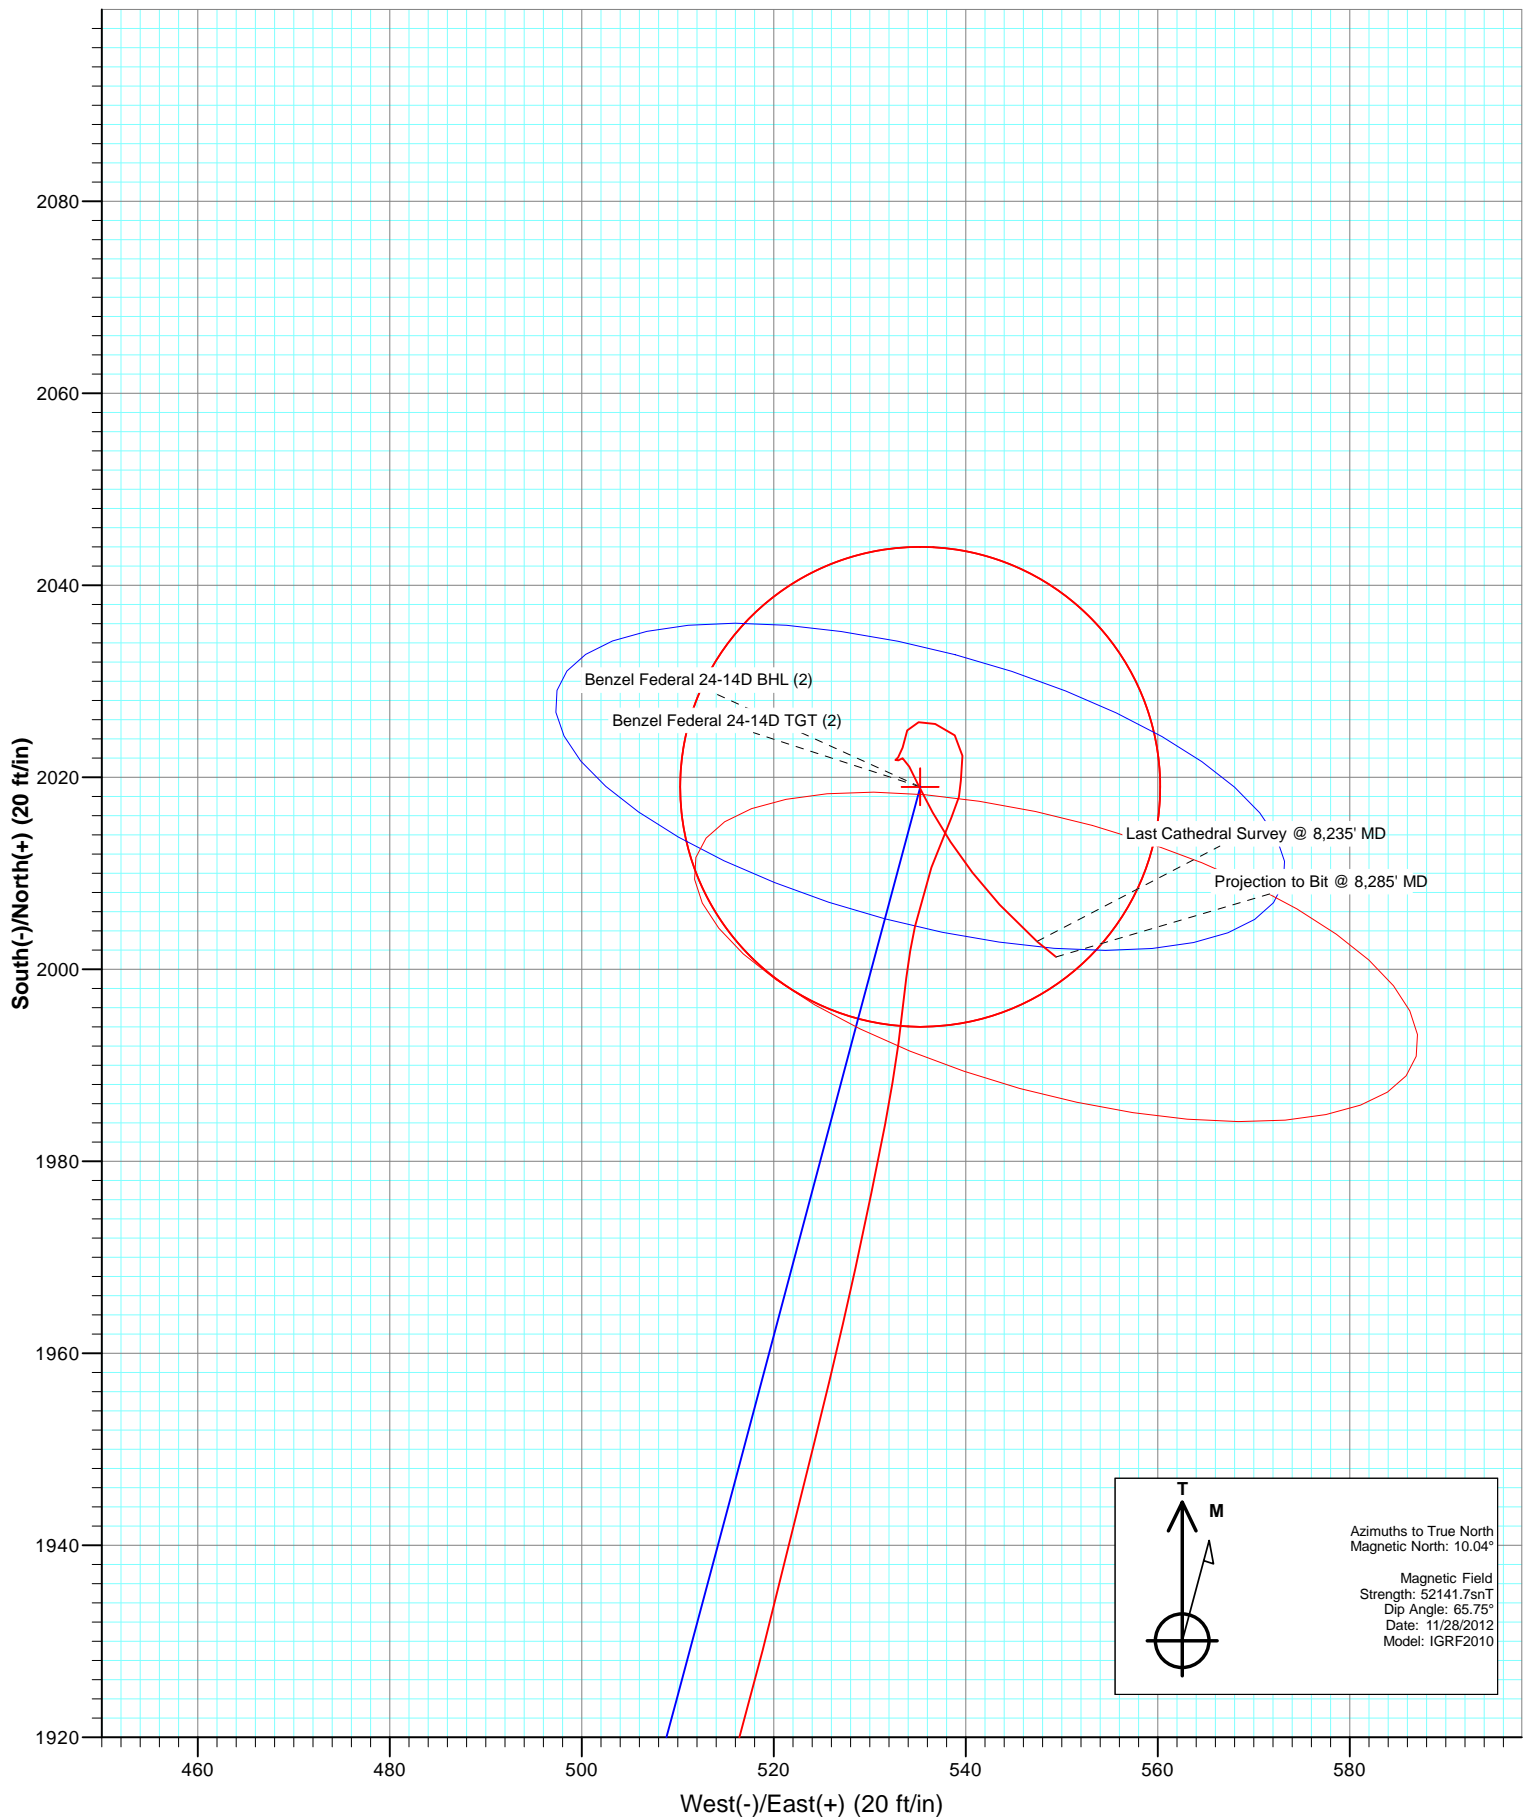 2080
2060
2040
2020
2000
1980
1960
1940
1920
South(-)/North(+) (20 ft/in)
Benzel Federal 24-14D BHL (2)
Benzel Federal 24-14D TGT (2)
Last Cathedral Survey @ 8,235' MD
Projection to Bit @ 8,285' MD
T
M
Azimuths to True North
Magnetic North: 10.04°
Magnetic Field
Strength: 52141.7snT
Dip Angle: 65.75°
Date: 11/28/2012
Model: IGRF2010
460
480
500
520
540
560
580
West(-)/East(+) (20 ft/in)